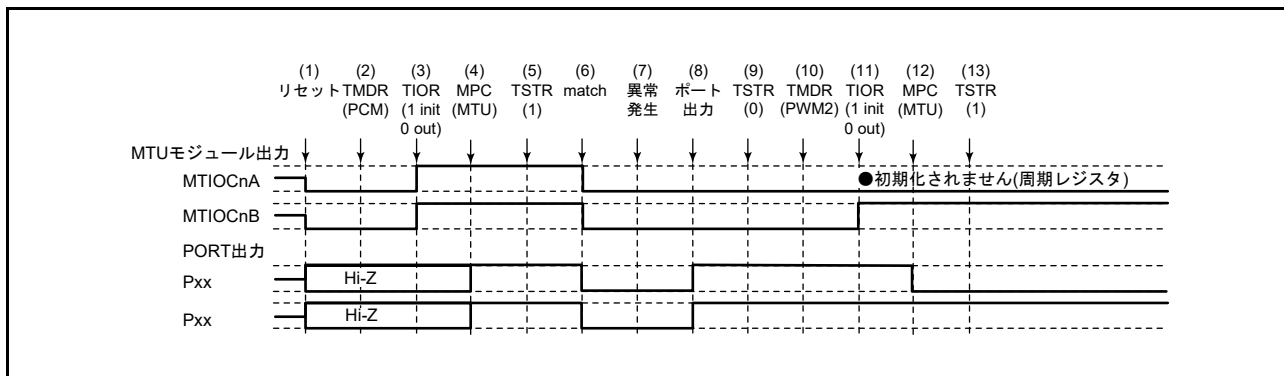 (1) (2) (3) (4) (5) (6) (7) (8) (9) (10) (11) (12) (13)
リセット TMDR TIOR MPC TSTR match 異常 ポート TSTR TMDR TIOR MPC TSTR
(PCM) (1 init (MTU) (1) 発生 出力 (0) (PWM2) (1 init (MTU) (1)
0 out) 0 out)
MTUモジュール出力
MTIOCnA ●初期化されません(周期レジスタ)
MTIOCnB
PORT出力
Pxx Hi-Z
Pxx Hi-Z